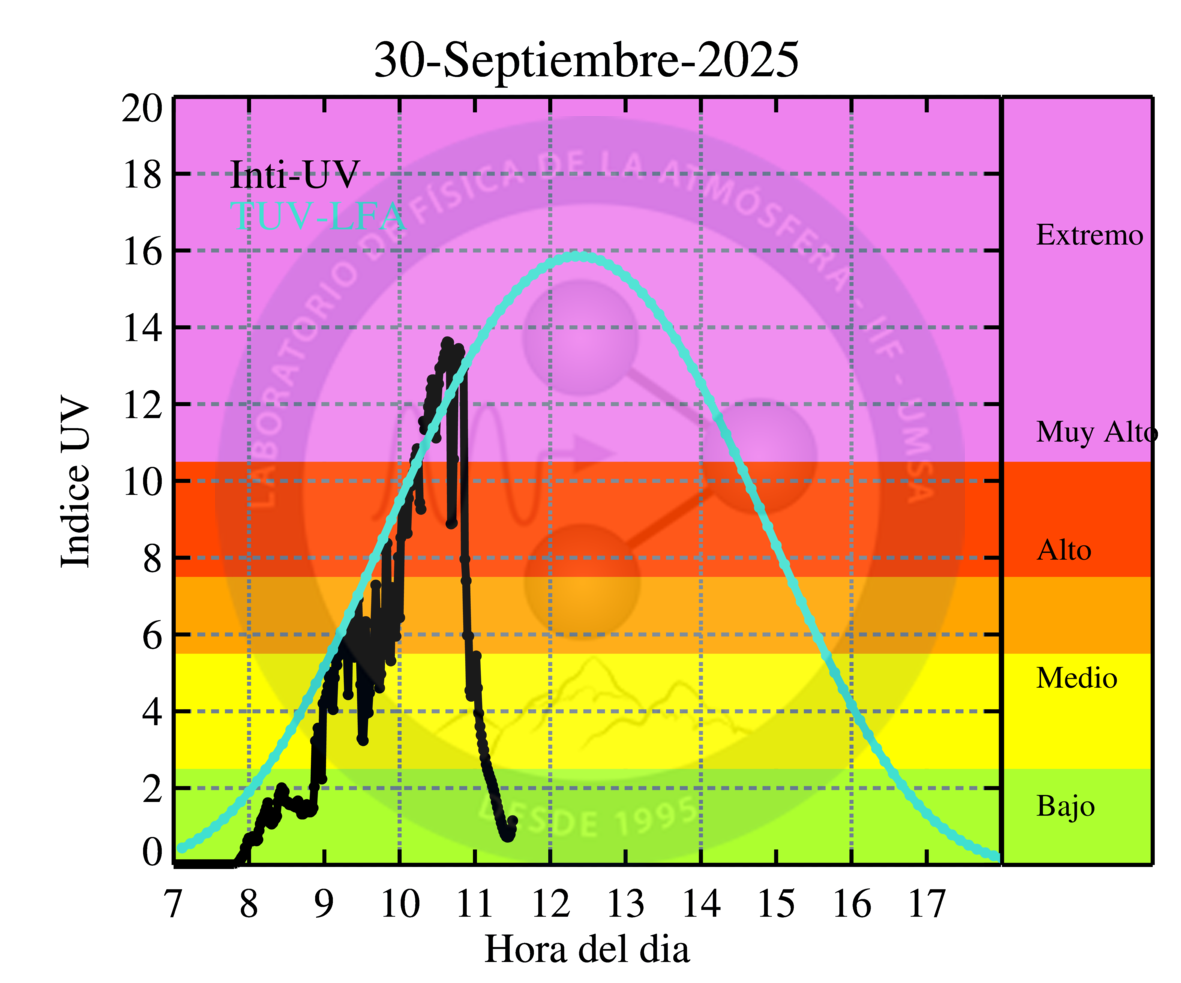 30-Septiembre-2025
20
18
16
14
12
10
8
6
4
2
0
Indice UV
Inti-UV
TUV-LFA
LABORATORIO DE FÍSICA DE LA ATMÓSFERA - IIF - UMSA
DESDE 1995
Extremo
Muy Alto
Alto
Medio
Bajo
7 8 9 10 11 12 13 14 15 16 17
Hora del dia